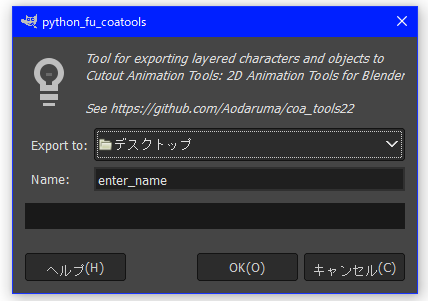 python_fu_coatools
Tool for exporting layered characters and objects to
Cutout Animation Tools: 2D Animation Tools for Blender
See https://github.com/Aodaruma/coa_tools22
Export to: デスクトップ
Name: enter_name
ヘルプ(H) OK(O) キャンセル(C)